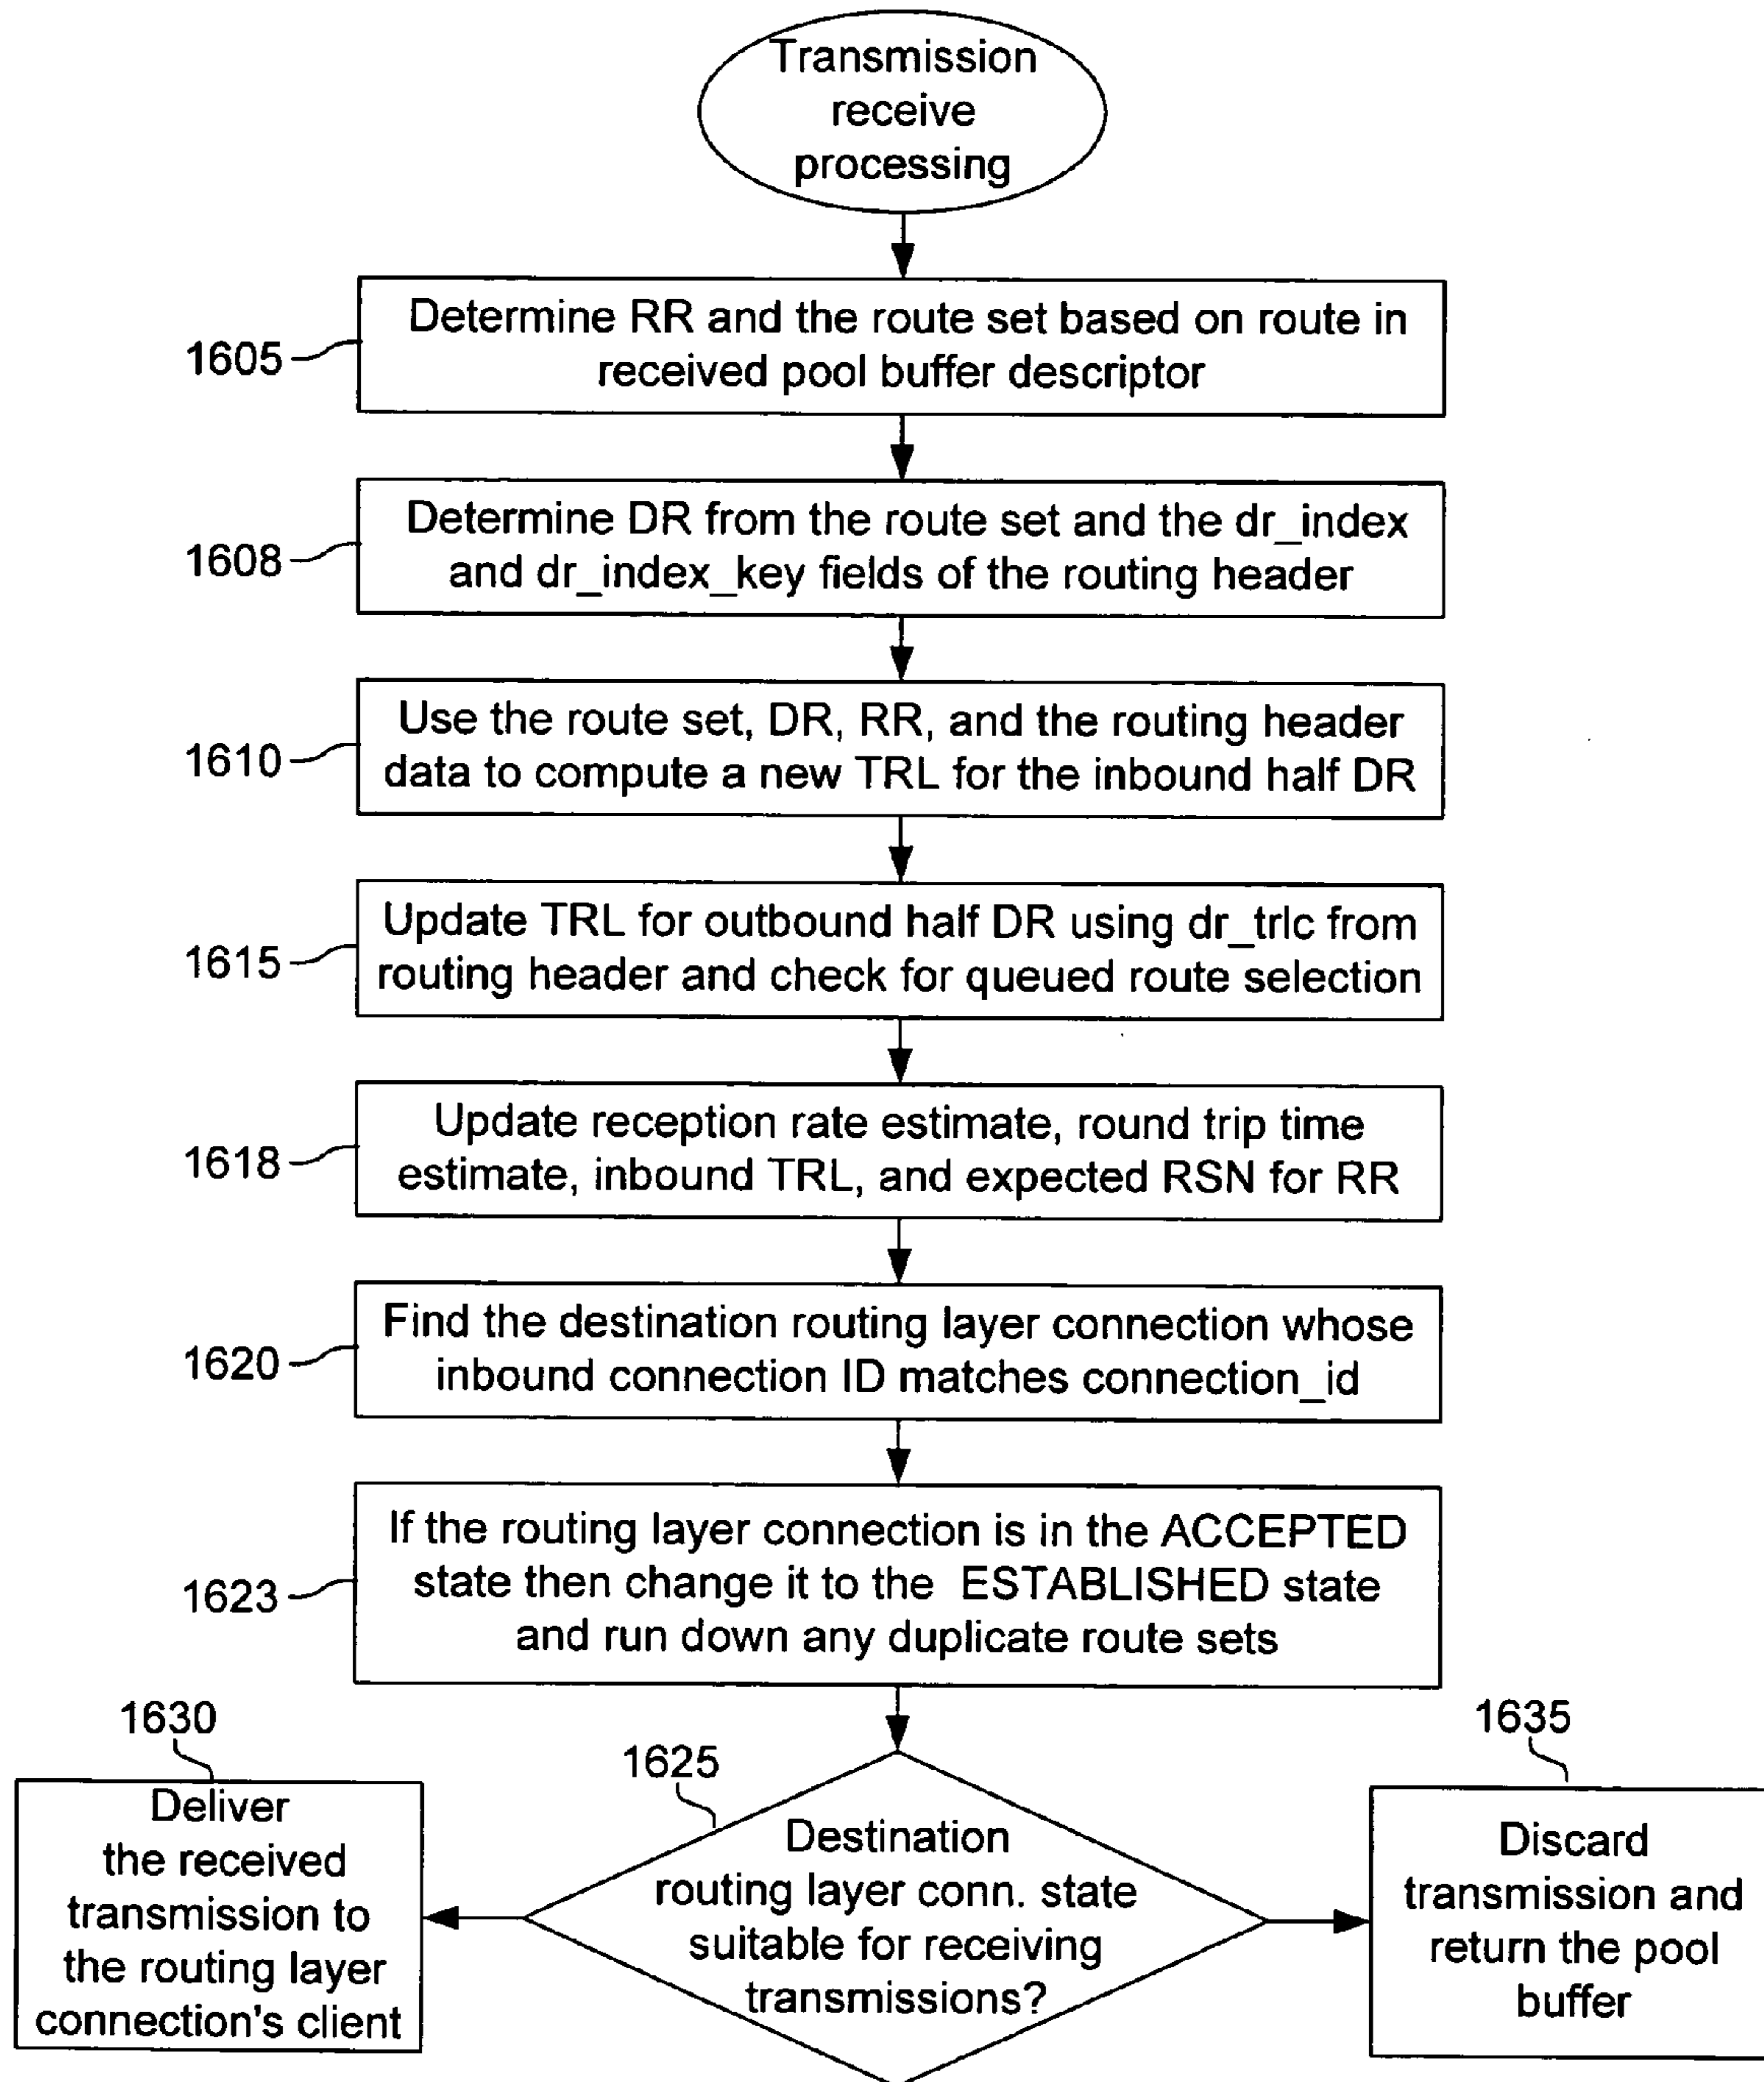 Transmission
receive
processing
1605
Determine RR and the route set based on route in
received pool buffer descriptor
1608
Determine DR from the route set and the dr_index
and dr_index_key fields of the routing header
1610
Use the route set, DR, RR, and the routing header
data to compute a new TRL for the inbound half DR
1615
Update TRL for outbound half DR using dr_trlc from
routing header and check for queued route selection
1618
Update reception rate estimate, round trip time
estimate, inbound TRL, and expected RSN for RR
1620
Find the destination routing layer connection whose
inbound connection ID matches connection_id
1623
If the routing layer connection is in the ACCEPTED
state then change it to the ESTABLISHED state
and run down any duplicate route sets
1630
Deliver
the received
transmission to
the routing layer
connection's client
1625
Destination
routing layer conn. state
suitable for receiving
transmissions?
1635
Discard
transmission and
return the pool
buffer